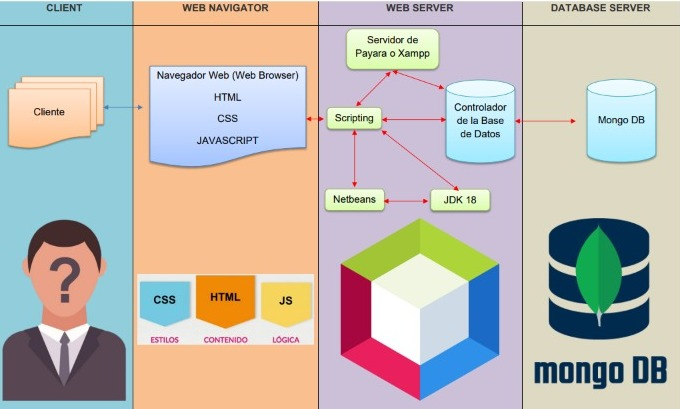 CLIENT
WEB NAVIGATOR
WEB SERVER
DATABASE SERVER
Cliente
Navegador Web (Web Browser)
HTML
CSS
JAVASCRIPT
Servidor de
Payara o Xampp
Scripting
Controlador
de la Base
de Datos
Netbeans
JDK 18
Mongo DB
?
CSS
HTML
JS
ESTILOS
CONTENIDO
LÓGICA
mongo DB